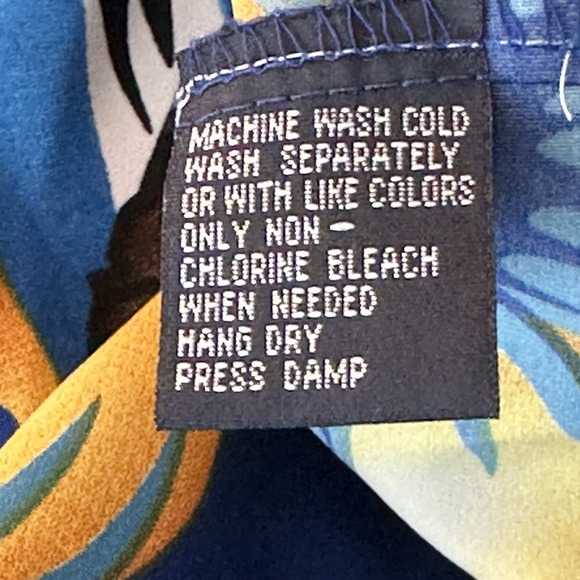 MACHINE WASH COLD
WASH SEPARATELY
OR WITH LIKE COLORS
ONLY NON -
CHLORINE BLEACH
WHEN NEEDED
HANG DRY
PRESS DAMP